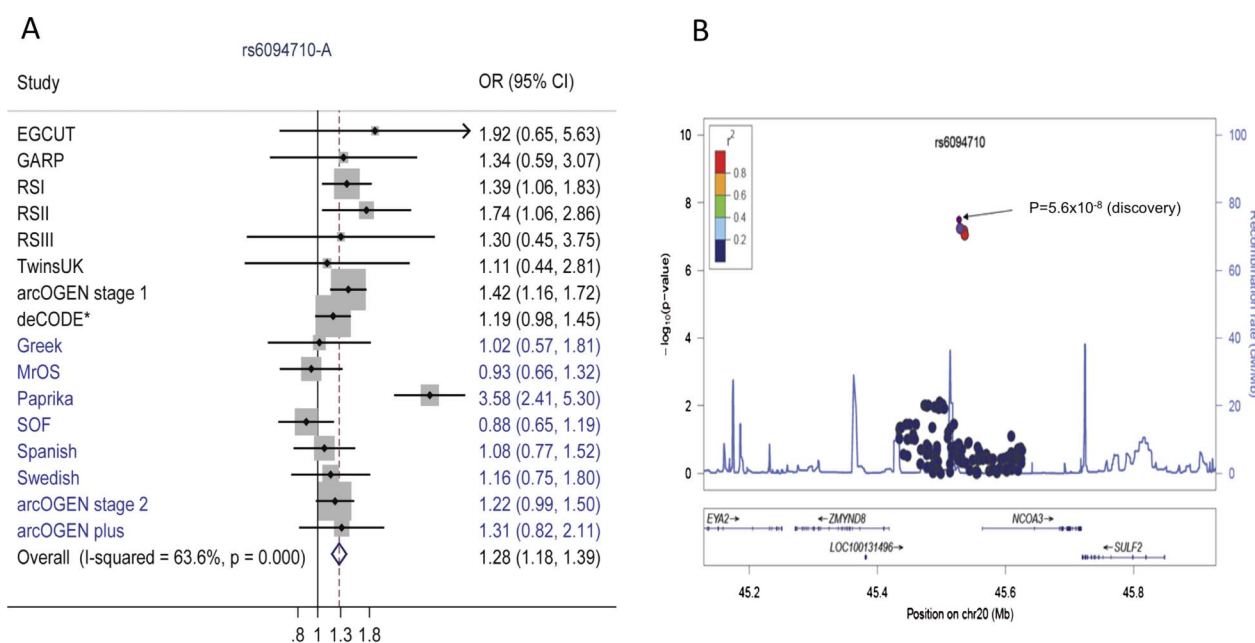 A
rs6094710-A
Study OR (95% CI)
EGCUT 1.92 (0.65, 5.63)
GARP 1.34 (0.59, 3.07)
RSI 1.39 (1.06, 1.83)
RSII 1.74 (1.06, 2.86)
RSIII 1.30 (0.45, 3.75)
TwinsUK 1.11 (0.44, 2.81)
arcOGEN stage 1 1.42 (1.16, 1.72)
deCODE* 1.19 (0.98, 1.45)
Greek 1.02 (0.57, 1.81)
MrOS 0.93 (0.66, 1.32)
Paprika 3.58 (2.41, 5.30)
SOF 0.88 (0.65, 1.19)
Spanish 1.08 (0.77, 1.52)
Swedish 1.16 (0.75, 1.80)
arcOGEN stage 2 1.22 (0.99, 1.50)
arcOGEN plus 1.31 (0.82, 2.11)
Overall (I-squared = 63.6%, p = 0.000) 1.28 (1.18, 1.39)
.8 1 1.3 1.8
B
10
8
6
4
2
0
−log₁₀(p-value)
r²
0.8
0.6
0.4
0.2
rs6094710
P=5.6x10⁻⁸ (discovery)
100
80
60
40
20
0
Recombination rate (cM/Mb)
EYA2→ ←ZMYND8 NCOA3→
LOC100131496→ ←SULF2
45.2 45.4 45.6 45.8
Position on chr20 (Mb)